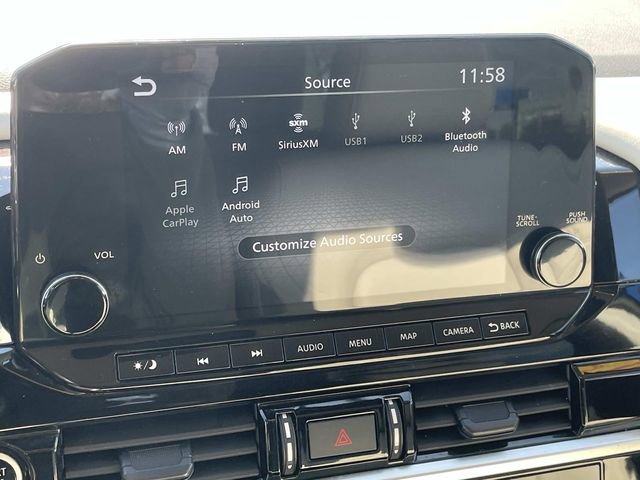 Source
11:58
AM
FM
sxm
SiriusXM
USB1
USB2
Bluetooth
Audio
Apple
CarPlay
Android
Auto
Customize Audio Sources
VOL
TUNE-
SCROLL
PUSH
SOUND
AUDIO
MENU
MAP
CAMERA
BACK